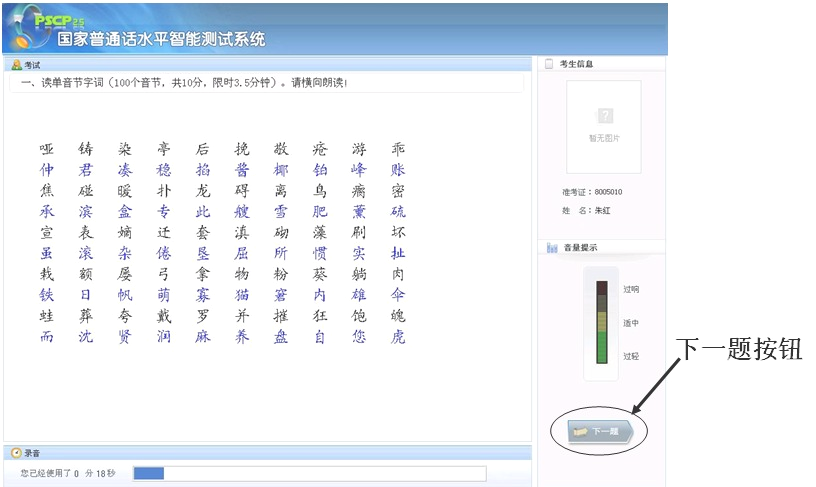 PSCP 25
国家普通话水平智能测试系统
考试
一、读单音节字词（100个音节，共10分，限时3.5分钟）。请横向朗读！
哑 铸 染 亭 后 挽 敬 疮 游 乖
仲 君 凑 稳 掐 酱 椰 铂 峰 账
焦 碰 暖 扑 龙 碍 离 鸟 瘸 密
承 滨 盒 专 此 艘 雪 肥 薰 硫
宣 表 嫡 迁 套 滇 砌 藻 刷 坏
虽 滚 杂 倦 垦 屈 所 惯 实 扯
栽 额 屡 弓 拿 物 粉 葵 躺 肉
铁 日 帆 萌 寡 猫 窘 内 雄 伞
蛙 葬 夸 戴 罗 并 摧 狂 饱 魄
而 沈 贤 润 麻 养 盘 自 您 虎
录音
您已经使用了 0 分 18 秒
考生信息
?
暂无图片
准考证：8005010
姓 名：朱红
音量提示
过响
适中
过轻
下一题按钮
下一题